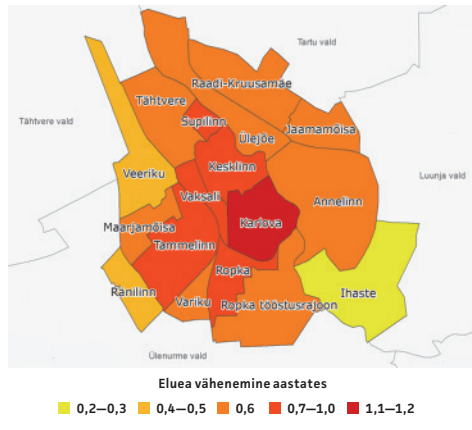 Tartu vald
Raadi-Kruusamäe
Tähtvere
Supilinn
Jaamamõisa
Tähtvere vald
Ülejõe
Kesklinn
Veeriku
Luunja vald
Vaksali
Annelinn
Karlova
Maarjamõisa
Tammelinn
Ropka
Ränilinn
Ihaste
Variku
Ropka tööstusrajoon
Ülenurme vald
Eluea vähenemine aastates
0,2—0,3 0,4—0,5 0,6 0,7—1,0 1,1—1,2